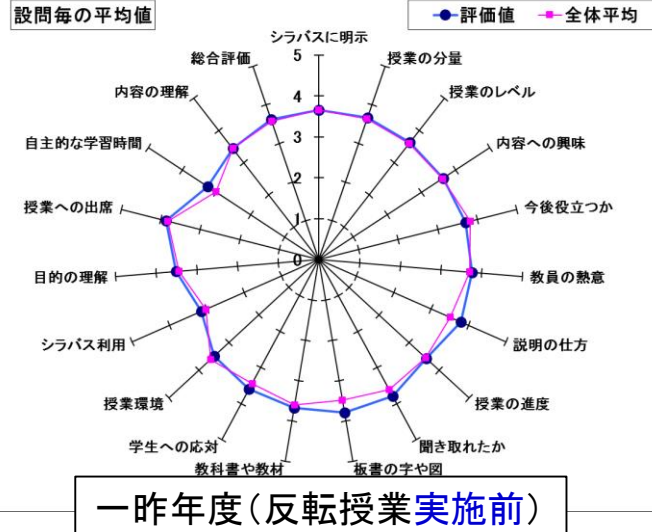 設問毎の平均値
評価値 全体平均
シラバスに明示
授業の分量
授業のレベル
内容への興味
今後役立つか
教員の熱意
説明の仕方
授業の進度
聞き取れたか
板書の字や図
教科書や教材
学生への応対
授業環境
シラバス利用
目的の理解
授業への出席
自主的な学習時間
内容の理解
総合評価
5
4
3
2
1
0
一昨年度(反転授業実施前)